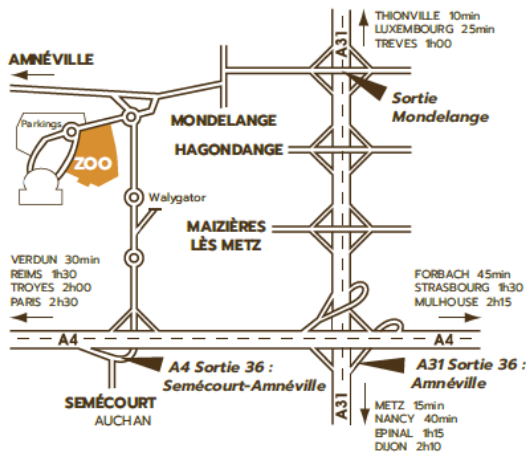 THIONVILLE 10min
LUXEMBOURG 25min
TREVES 1h00
A31
AMNÉVILLE
Parkings
ZOO
MONDELANGE
Sortie
Mondelange
HAGONDANGE
Walygator
MAIZIÈRES
LÈS METZ
VERDUN 30min
REIMS 1h30
TROYES 2h00
PARIS 2h30
FORBACH 45min
STRASBOURG 1h30
MULHOUSE 2h15
A4
A4
A4 Sortie 36 :
Semécourt-Amnéville
A31 Sortie 36 :
Amnéville
SEMÉCOURT
AUCHAN
A31
METZ 15min
NANCY 40min
EPINAL 1h15
DIJON 2h10